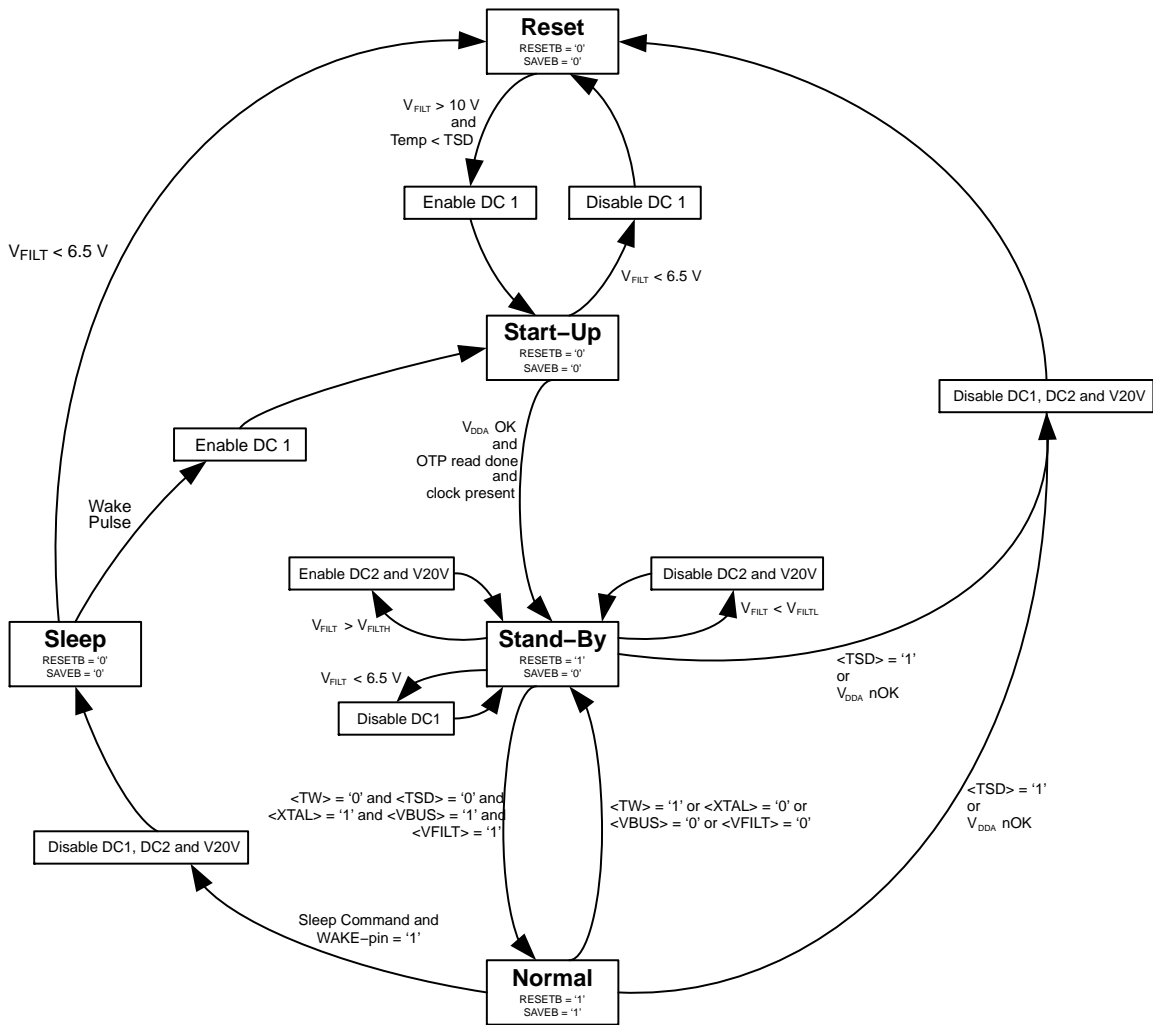 Reset
RESETB = ‘0’
SAVEB = ‘0’
VFILT > 10 V
and
Temp < TSD
Enable DC 1
Disable DC 1
VFILT < 6.5 V
VFILT < 6.5 V
Start−Up
RESETB = ‘0’
SAVEB = ‘0’
Disable DC1, DC2 and V20V
Enable DC 1
VDDA OK
and
OTP read done
and
clock present
Wake
Pulse
Enable DC2 and V20V
Disable DC2 and V20V
VFILT > VFILTH
VFILT < VFILTL
Sleep
RESETB = ‘0’
SAVEB = ‘0’
Stand−By
RESETB = ‘1’
SAVEB = ‘0’
<TSD> = ‘1’
or
VDDA nOK
VFILT < 6.5 V
Disable DC1
<TW> = ‘0’ and <TSD> = ‘0’ and
<XTAL> = ‘1’ and <VBUS> = ‘1’ and
<VFILT> = ‘1’
<TW> = ‘1’ or <XTAL> = ‘0’ or
<VBUS> = ‘0’ or <VFILT> = ‘0’
<TSD> = ‘1’
or
VDDA nOK
Disable DC1, DC2 and V20V
Sleep Command and
WAKE−pin = ‘1’
Normal
RESETB = ‘1’
SAVEB = ‘1’